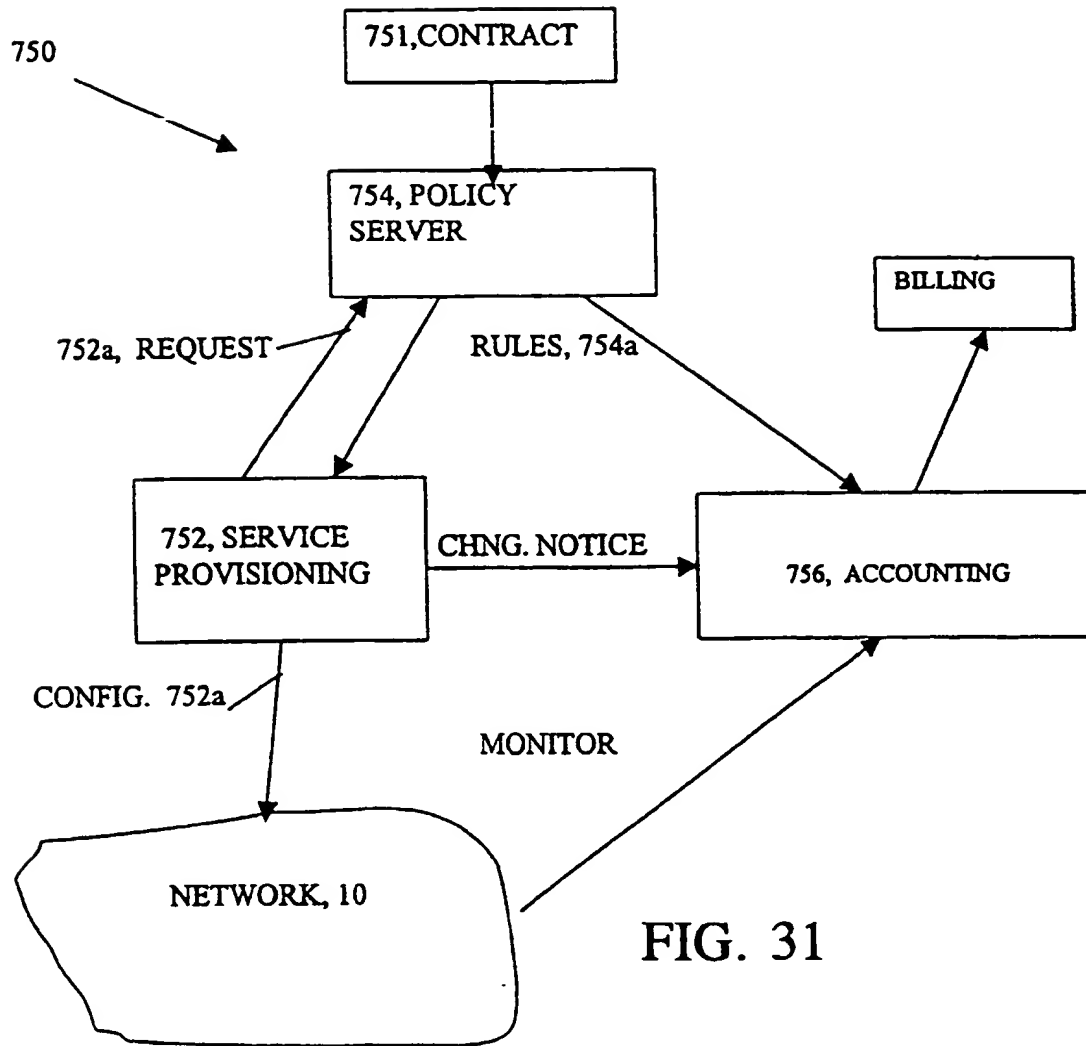 751,CONTRACT
750
754, POLICY
SERVER
BILLING
752a, REQUEST
RULES, 754a
752, SERVICE
PROVISIONING
CHNG. NOTICE
756, ACCOUNTING
CONFIG. 752a
MONITOR
NETWORK, 10
FIG. 31